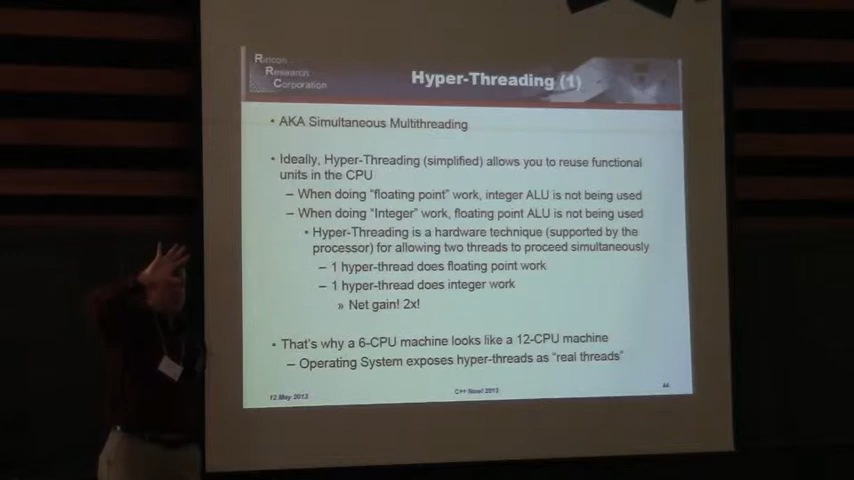 Rincon
Research
Corporation
Hyper-Threading (1)
• AKA Simultaneous Multithreading
• Ideally, Hyper-Threading (simplified) allows you to reuse functional
units in the CPU
– When doing "floating point" work, integer ALU is not being used
– When doing "Integer" work, floating point ALU is not being used
• Hyper-Threading is a hardware technique (supported by the
processor) for allowing two threads to proceed simultaneously
– 1 hyper-thread does floating point work
– 1 hyper-thread does integer work
» Net gain! 2x!
• That's why a 6-CPU machine looks like a 12-CPU machine
– Operating System exposes hyper-threads as "real threads"
12 May 2013
C++ Now! 2013
44